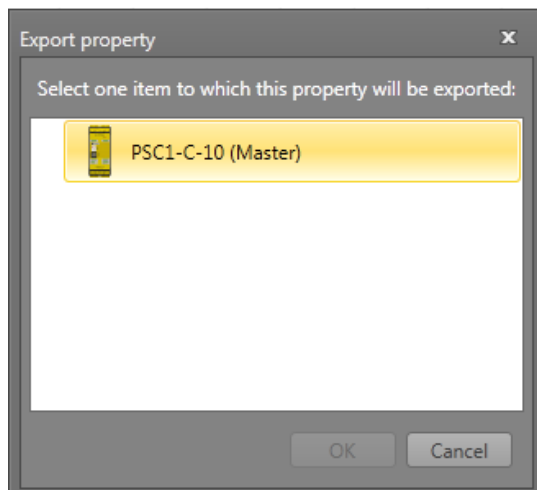 Export property
x
Select one item to which this property will be exported:
PSC1-C-10 (Master)
OK Cancel